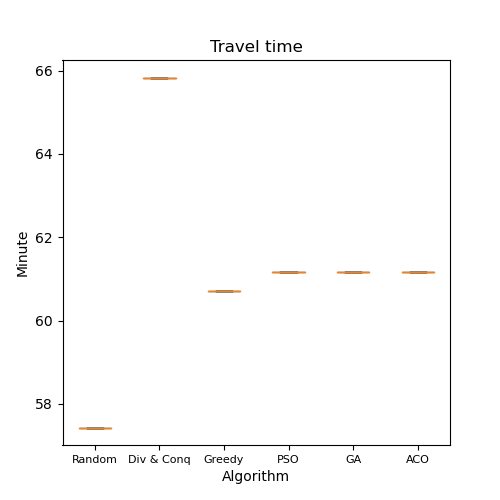 Travel time
66
64
62
60
58
Minute
Random Div & Conq Greedy PSO GA ACO
Algorithm